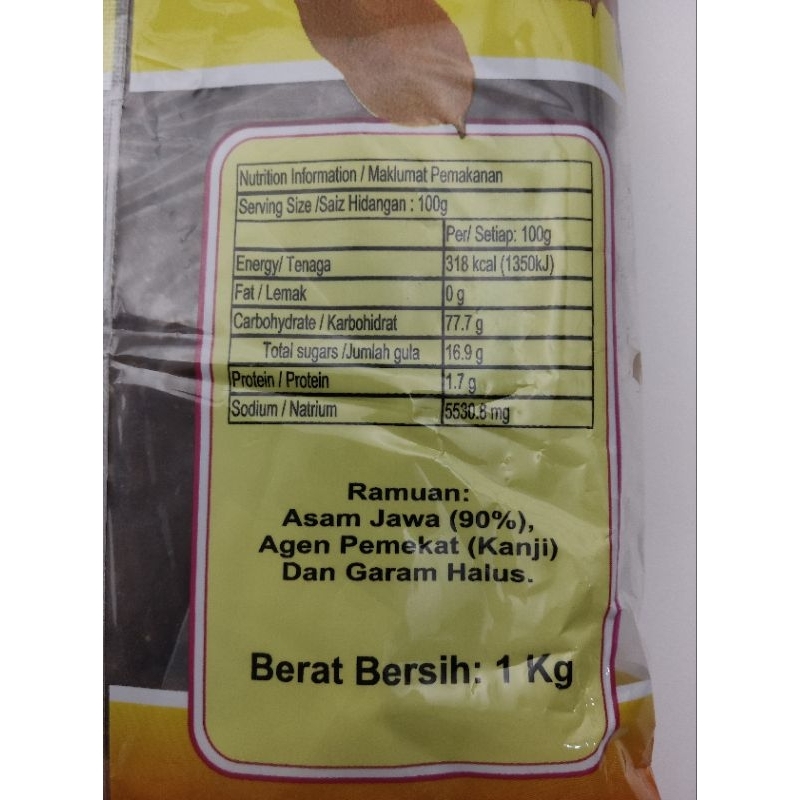 Nutrition Information / Maklumat Pemakanan
Serving Size /Saiz Hidangan : 100g
Per/ Setiap: 100g
Energy/ Tenaga 318 kcal (1350kJ)
Fat / Lemak 0 g
Carbohydrate / Karbohidrat 77.7 g
Total sugars /Jumlah gula 16.9 g
Protein / Protein 1.7 g
Sodium / Natrium 5530.8 mg
Ramuan:
Asam Jawa (90%),
Agen Pemekat (Kanji)
Dan Garam Halus.
Berat Bersih: 1 Kg